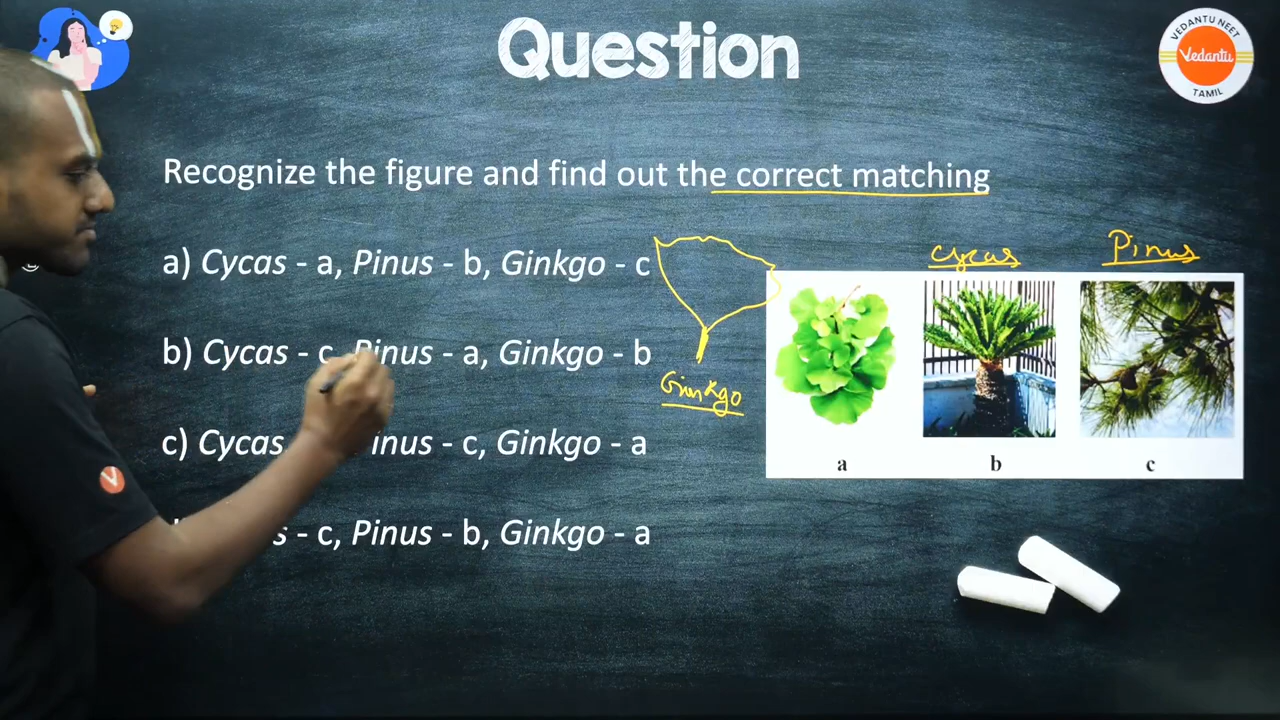 Question
VEDANTU NEET
Vedantu
TAMIL
Recognize the figure and find out the correct matching
a) Cycas - a, Pinus - b, Ginkgo - c
b) Cycas - c, Pinus - a, Ginkgo - b
c) Cycas Pinus - c, Ginkgo - a
- c, Pinus - b, Ginkgo - a
Ginkgo
Cycas
Pinus
a
b
c
V